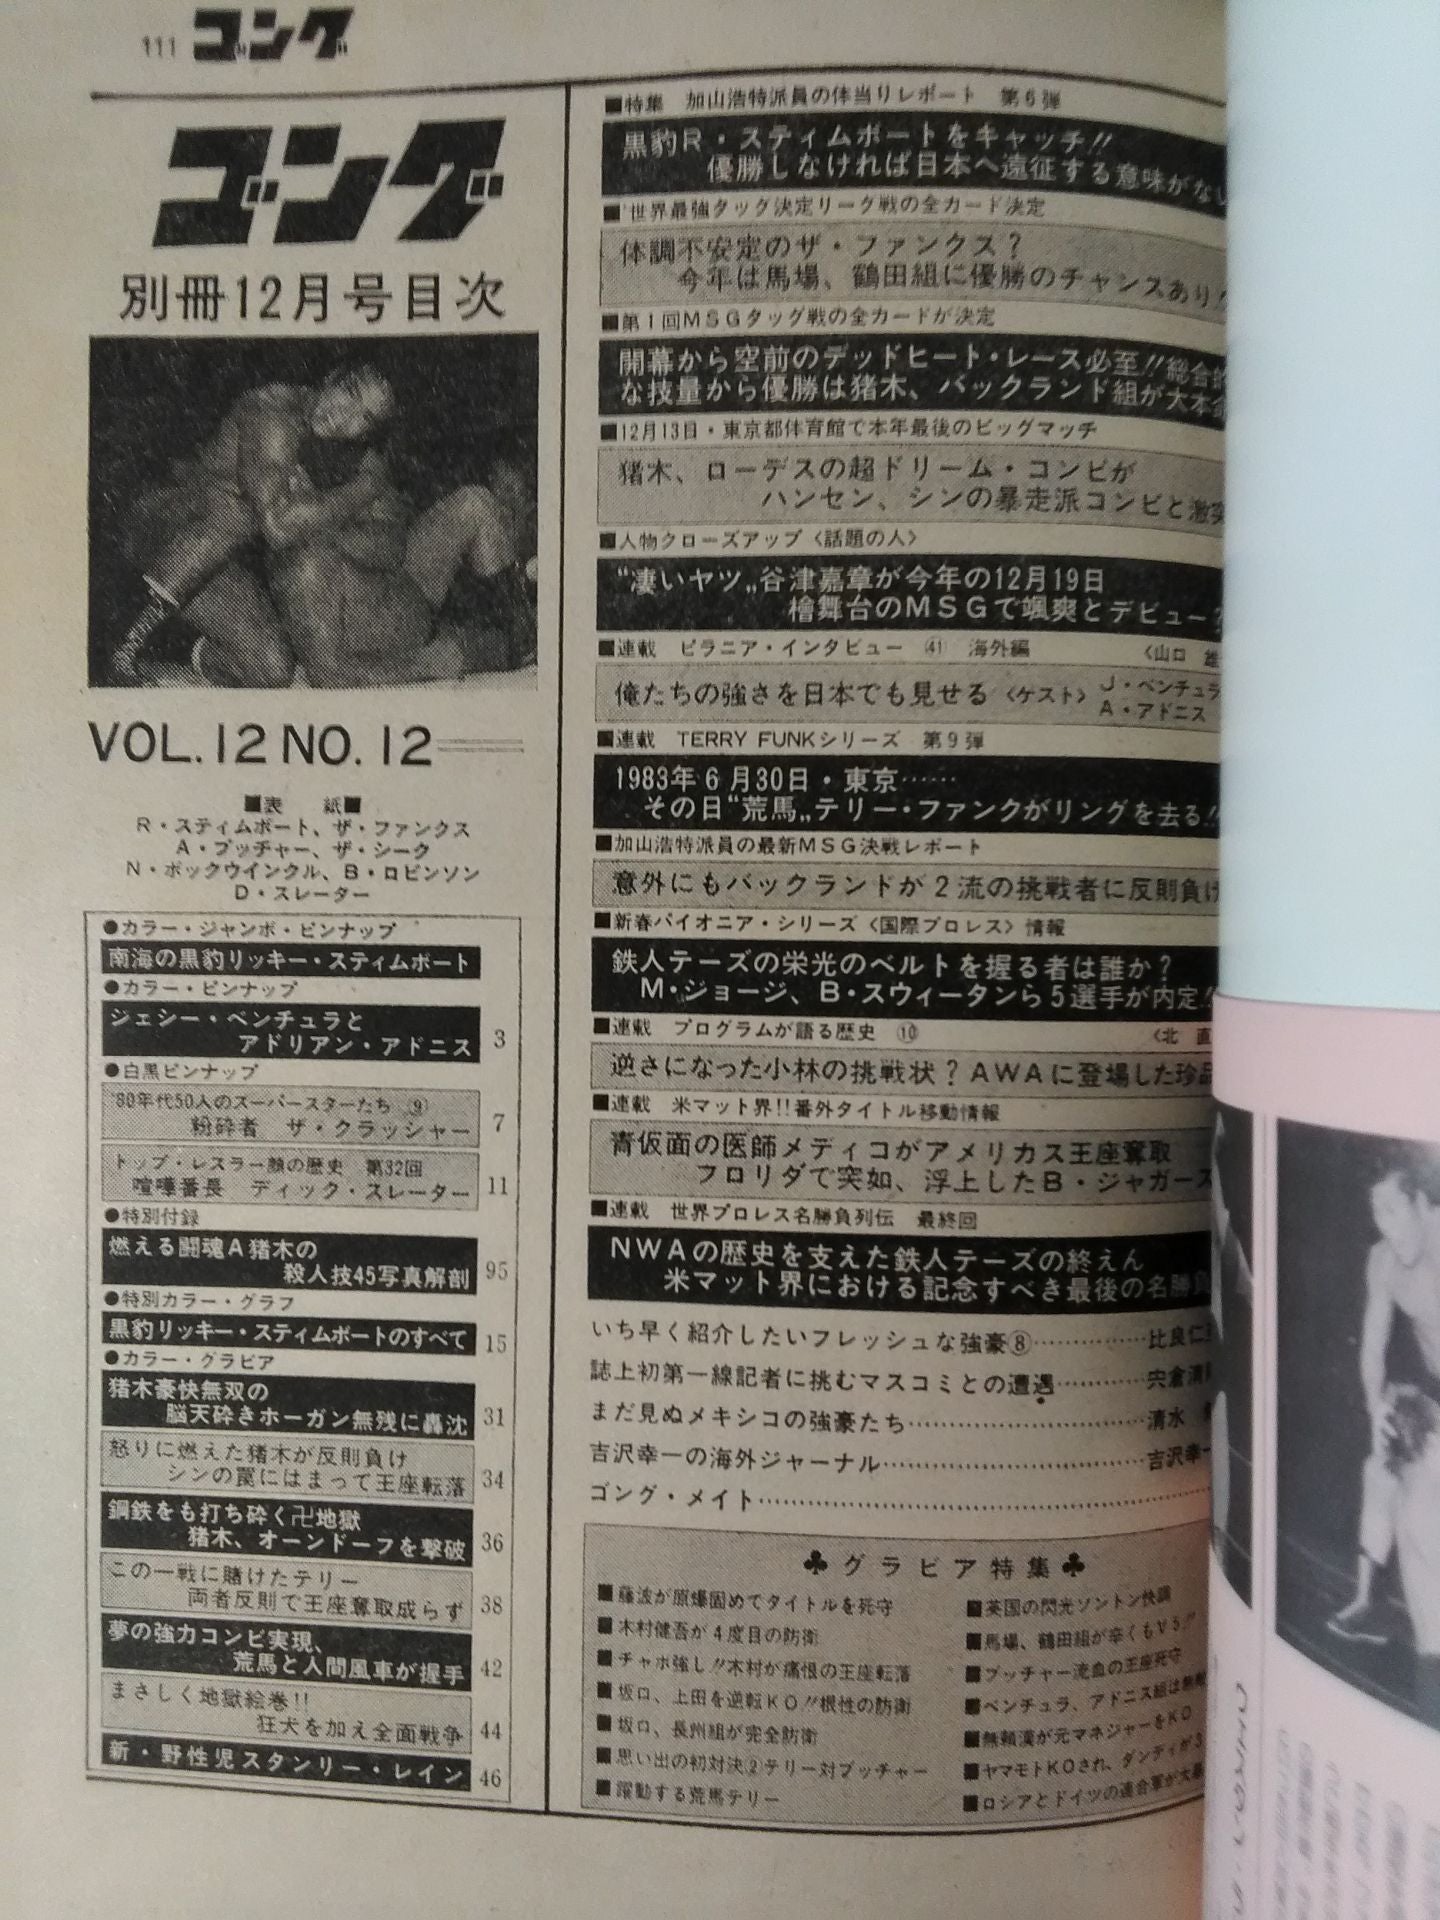 111 ゴング
ゴング
別冊12月号目次
VOL.12 NO.12
■表　紙■
R・スティムボート、ザ・ファンクス
A・ブッチャー、ザ・シーク
N・ボックウインクル、B・ロビンソン
D・スレーター
●カラー・ジャンボ・ピンナップ
南海の黒豹リッキー・スティムボート
●カラー・ピンナップ
ジェシー・ベンチュラと
アドリアン・アドニス 3
●白黒ピンナップ
'80年代50人のスーパースターたち ⑨
粉砕者 ザ・クラッシャー 7
トップ・レスラー顔の歴史 第32回
喧嘩番長 ディック・スレーター 11
●特別付録
燃える闘魂A猪木の
殺人技45写真解剖 95
●特別カラー・グラフ
黒豹リッキー・スティムボートのすべて 15
●カラー・グラビア
猪木豪快無双の
脳天砕きホーガン無残に轟沈 31
怒りに燃えた猪木が反則負け
シンの罠にはまって王座転落 34
鋼鉄をも打ち砕く卍地獄
猪木、オーンドーフを撃破 36
この一戦に賭けたテリー
両者反則で王座奪取成らず 38
夢の強力コンビ実現、
荒馬と人間風車が握手 42
まさしく地獄絵巻!!
狂犬を加え全面戦争 44
新・野性児スタンリー・レイン 46
■特集 加山浩特派員の体当りレポート 第6弾
黒豹R・スティムボートをキャッチ!!
優勝しなければ日本へ遠征する意味がない
■世界最強タッグ決定リーグ戦の全カード決定
体調不安定のザ・ファンクス?
今年は馬場、鶴田組に優勝のチャンスあり
■第1回MSGタッグ戦の全カードが決定
開幕から空前のデッドヒート・レース必至!!総合的
な技量から優勝は猪木、バックランド組が大本命
■12月13日・東京都体育館で本年最後のビッグマッチ
猪木、ローデスの超ドリーム・コンビが
ハンセン、シンの暴走派コンビと激突
■人物クローズアップ〈話題の人〉
“凄いヤツ„谷津嘉章が今年の12月19日
檜舞台のMSGで颯爽とデビュー?
■連載 ピラニア・インタビュー ㊶ 海外編 〈山口 雄
俺たちの強さを日本でも見せる〈ゲスト〉J・ベンチュラ
A・アドニス
■連載 TERRY FUNKシリーズ 第9弾
1983年6月30日・東京……
その日“荒馬„テリー・ファンクがリングを去る!!
■加山浩特派員の最新MSG決戦レポート
意外にもバックランドが2流の挑戦者に反則負け
■新春パイオニア・シリーズ〈国際プロレス〉情報
鉄人テーズの栄光のベルトを握る者は誰か?
M・ジョージ、B・スウィータンら5選手が内定
■連載 プログラムが語る歴史 ⑩ 〈北 直
逆さになった小林の挑戦状?AWAに登場した珍品
■連載 米マット界!!番外タイトル移動情報
青仮面の医師メディコがアメリカス王座奪取
フロリダで突如、浮上したB・ジャガース
■連載 世界プロレス名勝負列伝 最終回
NWAの歴史を支えた鉄人テーズの終えん
米マット界における記念すべき最後の名勝負
いち早く紹介したいフレッシュな強豪⑧……………比良仁
誌上初第一線記者に挑むマスコミとの遭遇…………宍倉清
まだ見ぬメキシコの強豪たち…………………………清水
吉沢幸一の海外ジャーナル……………………………吉沢幸一
ゴング・メイト……………………………………………
♣グラビア特集♣
■藤波が原爆固めでタイトルを死守
■木村健吾が4度目の防衛
■チャボ強し!!木村が痛恨の王座転落
■坂口、上田を逆転KO!!根性の防衛
■坂口、長州組が完全防衛
■思い出の初対決②テリー対ブッチャー
■躍動する荒馬テリー
■英国の閃光ソントン快調
■馬場、鶴田組が辛くもV5!!
■ブッチャー流血の王座死守
■ベンチュラ、アドニス組は無敵
■無頼漢が元マネジャーをKO
■ヤマモトKOされ、ダンディが3
■ロシアとドイツの連合軍が大暴